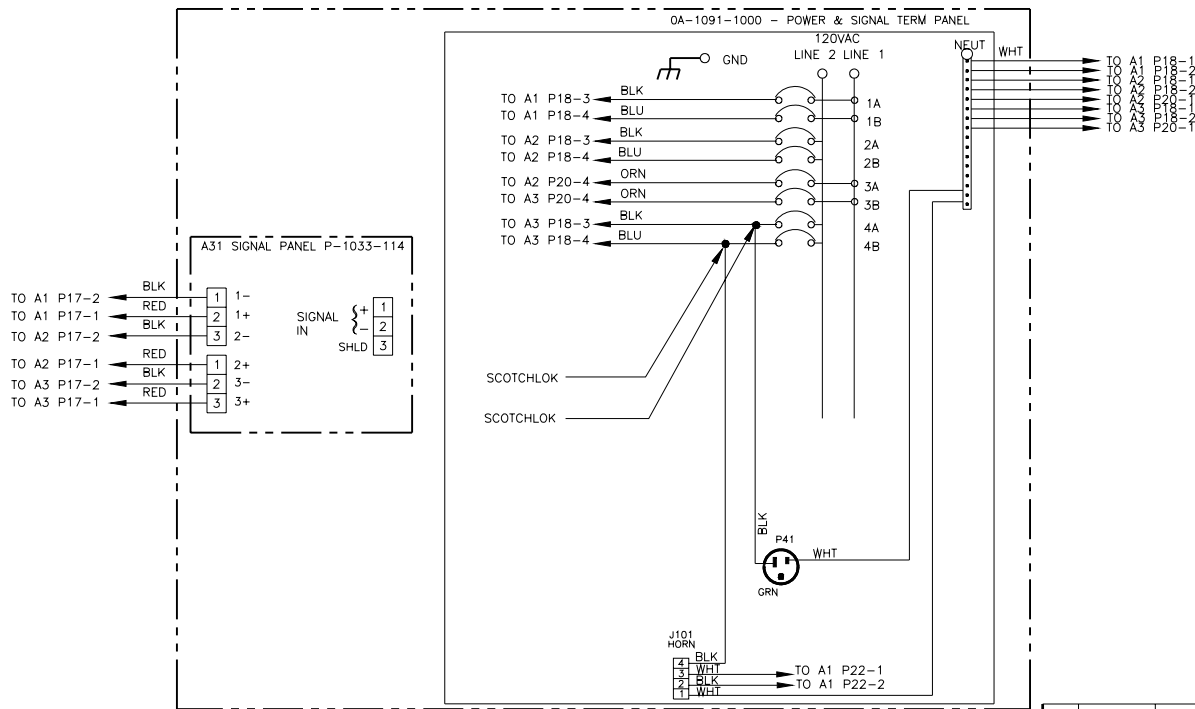 0A-1091-1000 - POWER & SIGNAL TERM PANEL
120VAC
LINE 2 LINE 1
GND
NEUT
WHT
TO A1 P18-1
TO A1 P18-2
TO A2 P18-1
TO A2 P18-2
TO A2 P20-1
TO A3 P18-1
TO A3 P18-2
TO A3 P20-1
TO A1 P18-3 BLK 1A
TO A1 P18-4 BLU 1B
TO A2 P18-3 BLK 2A
TO A2 P18-4 BLU 2B
TO A2 P20-4 ORN 3A
TO A3 P20-4 ORN 3B
TO A3 P18-3 BLK 4A
TO A3 P18-4 BLU 4B
A31 SIGNAL PANEL P-1033-114
TO A1 P17-2 BLK 1 1-
TO A1 P17-1 RED 2 1+
TO A2 P17-2 BLK 3 2-
TO A2 P17-1 RED 1 2+
TO A3 P17-2 BLK 2 3-
TO A3 P17-1 RED 3 3+
SIGNAL
IN
+ 1
- 2
SHLD 3
SCOTCHLOK
SCOTCHLOK
BLK
P41
WHT
GRN
J101
HORN
4 BLK
3 WHT TO A1 P22-1
2 BLK TO A1 P22-2
1 WHT